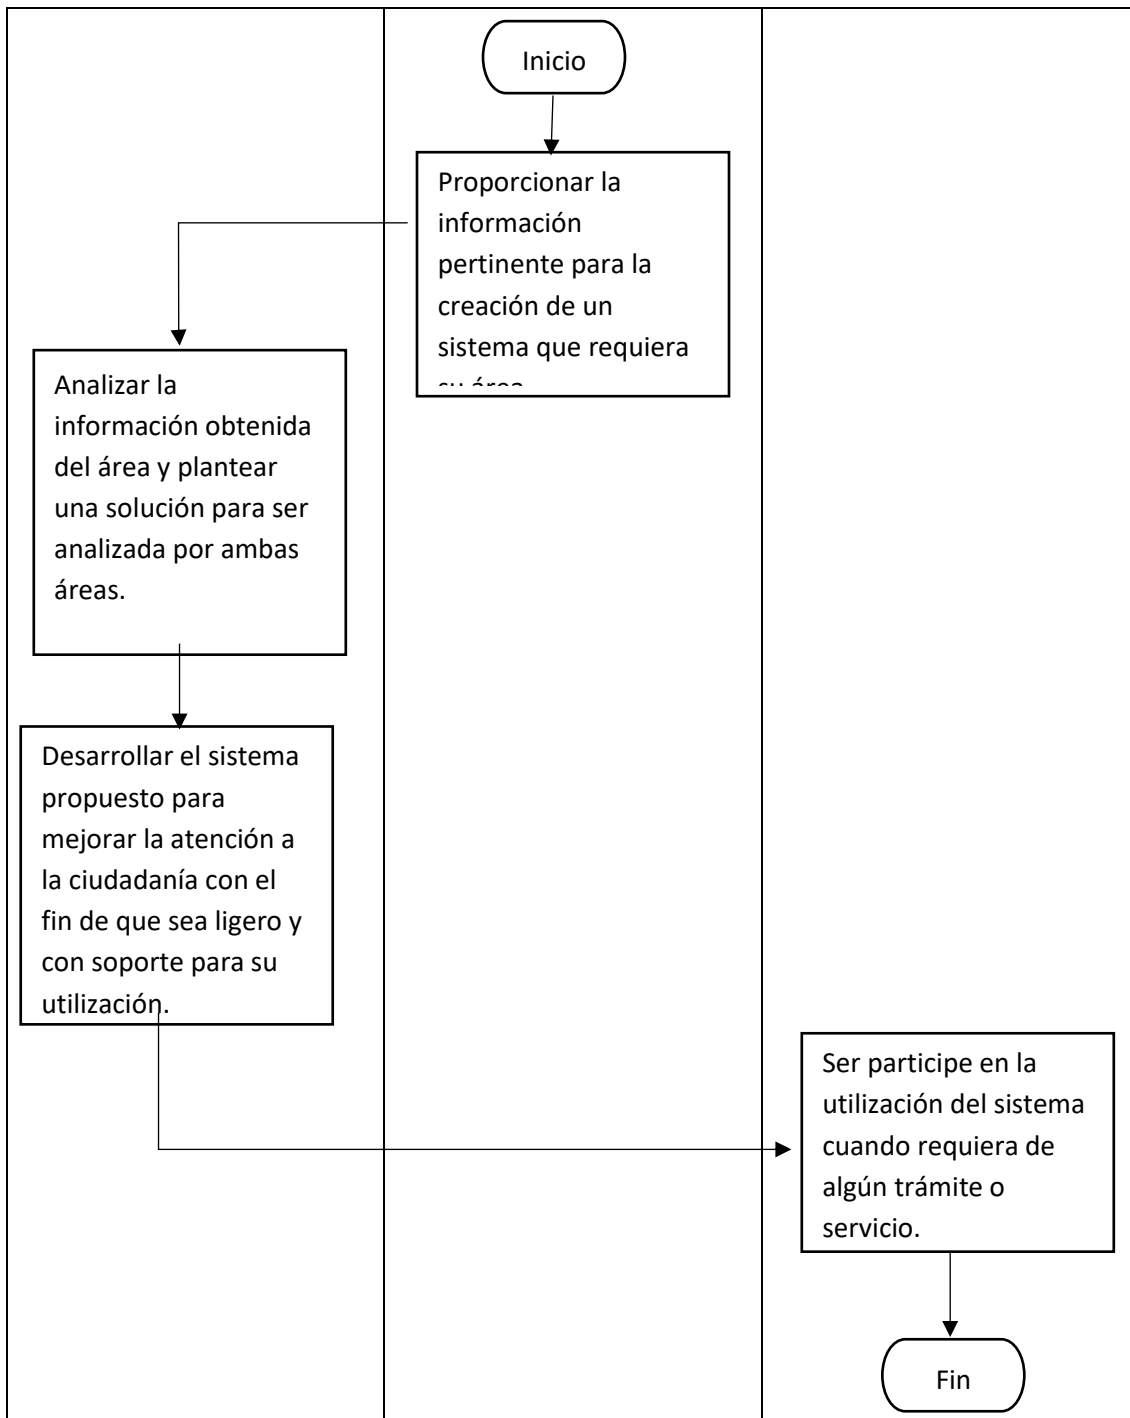 Inicio
Proporcionar la
información
pertinente para la
creación de un
sistema que requiera
su área
Analizar la
información obtenida
del área y plantear
una solución para ser
analizada por ambas
áreas.
Desarrollar el sistema
propuesto para
mejorar la atención a
la ciudadanía con el
fin de que sea ligero y
con soporte para su
utilización.
Ser participe en la
utilización del sistema
cuando requiera de
algún trámite o
servicio.
Fin